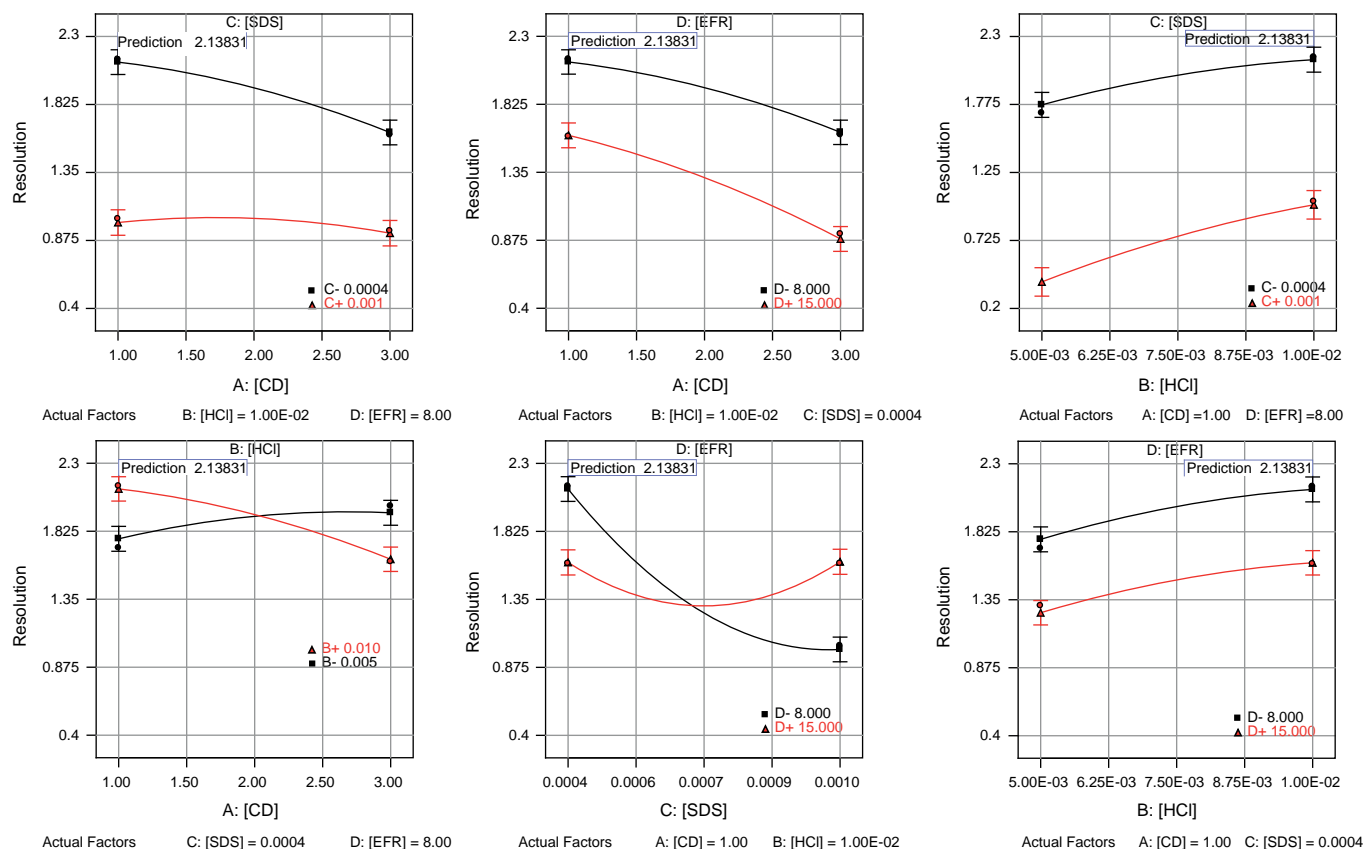 C: [SDS]
2.3
Prediction 2.13831
1.825
1.35
0.875
0.4
Resolution
C- 0.0004
C+ 0.001
1.00 1.50 2.00 2.50 3.00
A: [CD]
Actual Factors B: [HCl] = 1.00E-02 D: [EFR] = 8.00
D: [EFR]
2.3
Prediction 2.13831
1.825
1.35
0.875
0.4
Resolution
D- 8.000
D+ 15.000
1.00 1.50 2.00 2.50 3.00
A: [CD]
Actual Factors B: [HCl] = 1.00E-02 C: [SDS] = 0.0004
C: [SDS]
2.3
Prediction 2.13831
1.775
1.25
0.725
0.2
Resolution
C- 0.0004
C+ 0.001
5.00E-03 6.25E-03 7.50E-03 8.75E-03 1.00E-02
B: [HCl]
Actual Factors A: [CD] =1.00 D: [EFR] =8.00
B: [HCl]
2.3
Prediction 2.13831
1.825
1.35
0.875
0.4
Resolution
B+ 0.010
B- 0.005
1.00 1.50 2.00 2.50 3.00
A: [CD]
Actual Factors C: [SDS] = 0.0004 D: [EFR] = 8.00
D: [EFR]
2.3
Prediction 2.13831
1.825
1.35
0.875
0.4
Resolution
D- 8.000
D+ 15.000
0.0004 0.0006 0.0007 0.0009 0.0010
C: [SDS]
Actual Factors A: [CD] = 1.00 B: [HCl] = 1.00E-02
D: [EFR]
2.3
Prediction 2.13831
1.825
1.35
0.875
0.4
Resolution
D- 8.000
D+ 15.000
5.00E-03 6.25E-03 7.50E-03 8.75E-03 1.00E-02
B: [HCl]
Actual Factors A: [CD] = 1.00 C: [SDS] = 0.0004